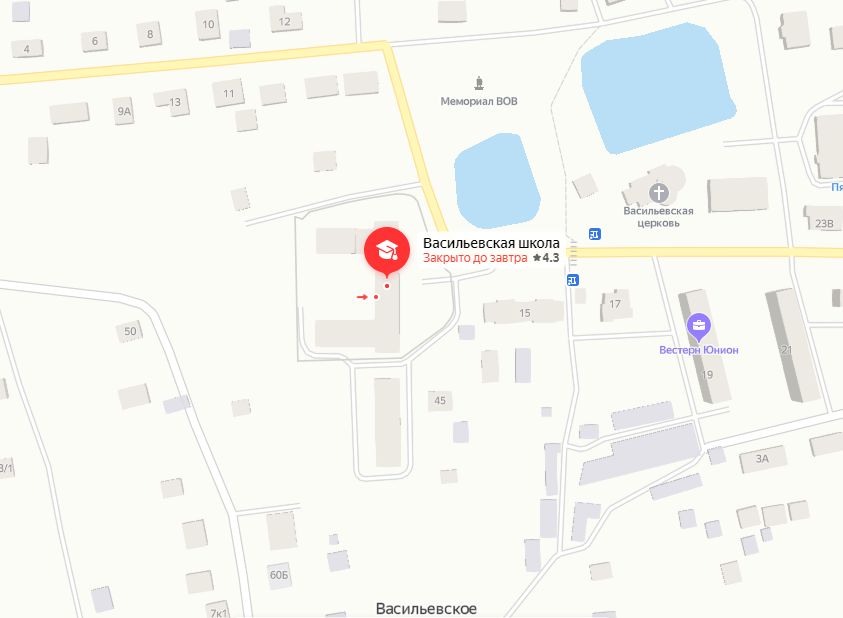 12
10
8
6
4
11
13
9А
Мемориал ВОВ
Васильевская
церковь
23В
Васильевская школа
Закрыто до завтра ★4.3
15
17
Вестерн Юнион
19
21
50
45
3А
60Б
7к1
Васильевское